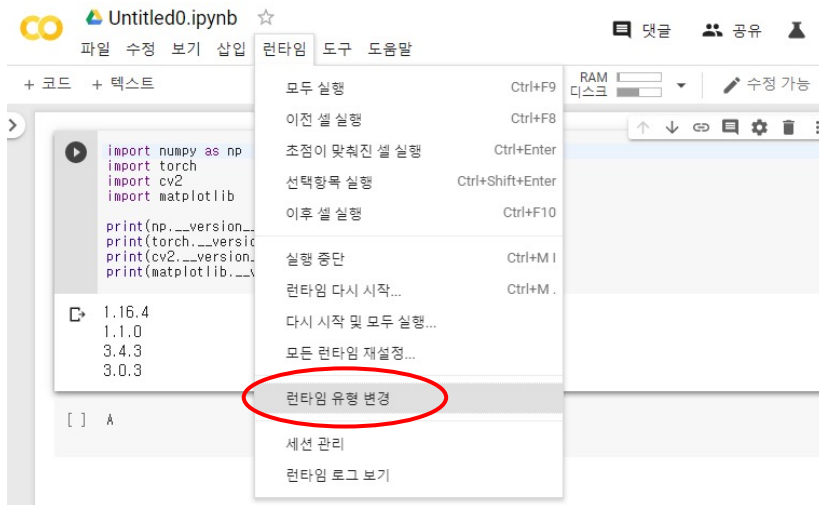 Untitled0.ipynb
댓글 공유
파일 수정 보기 삽입 런타임 도구 도움말
+ 코드 + 텍스트
RAM
디스크
수정 가능
모두 실행 Ctrl+F9
이전 셀 실행 Ctrl+F8
초점이 맞춰진 셀 실행 Ctrl+Enter
선택항목 실행 Ctrl+Shift+Enter
이후 셀 실행 Ctrl+F10
실행 중단 Ctrl+M I
런타임 다시 시작... Ctrl+M .
다시 시작 및 모두 실행...
모든 런타임 재설정...
런타임 유형 변경
세션 관리
런타임 로그 보기
import numpy as np
import torch
import cv2
import matplotlib
print(np.__version_
print(torch.__versio
print(cv2.__version_
print(matplotlib.__v
1.16.4
1.1.0
3.4.3
3.0.3
[ ] A